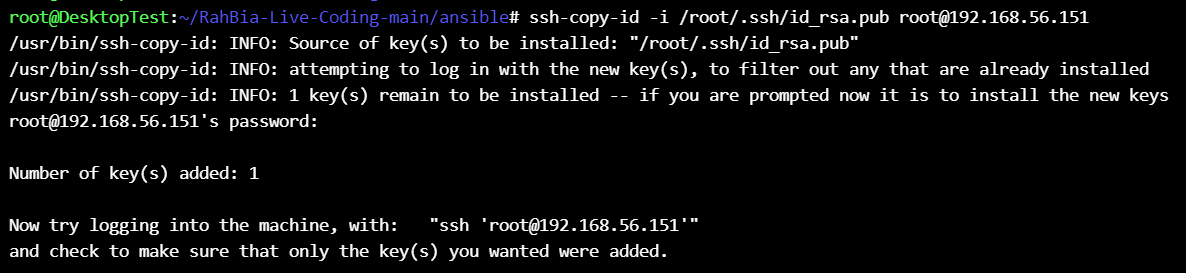 root@DesktopTest:~/RahBia-Live-Coding-main/ansible# ssh-copy-id -i /root/.ssh/id_rsa.pub root@192.168.56.151
/usr/bin/ssh-copy-id: INFO: Source of key(s) to be installed: "/root/.ssh/id_rsa.pub"
/usr/bin/ssh-copy-id: INFO: attempting to log in with the new key(s), to filter out any that are already installed
/usr/bin/ssh-copy-id: INFO: 1 key(s) remain to be installed -- if you are prompted now it is to install the new keys
root@192.168.56.151's password:
Number of key(s) added: 1
Now try logging into the machine, with:   "ssh 'root@192.168.56.151'"
and check to make sure that only the key(s) you wanted were added.